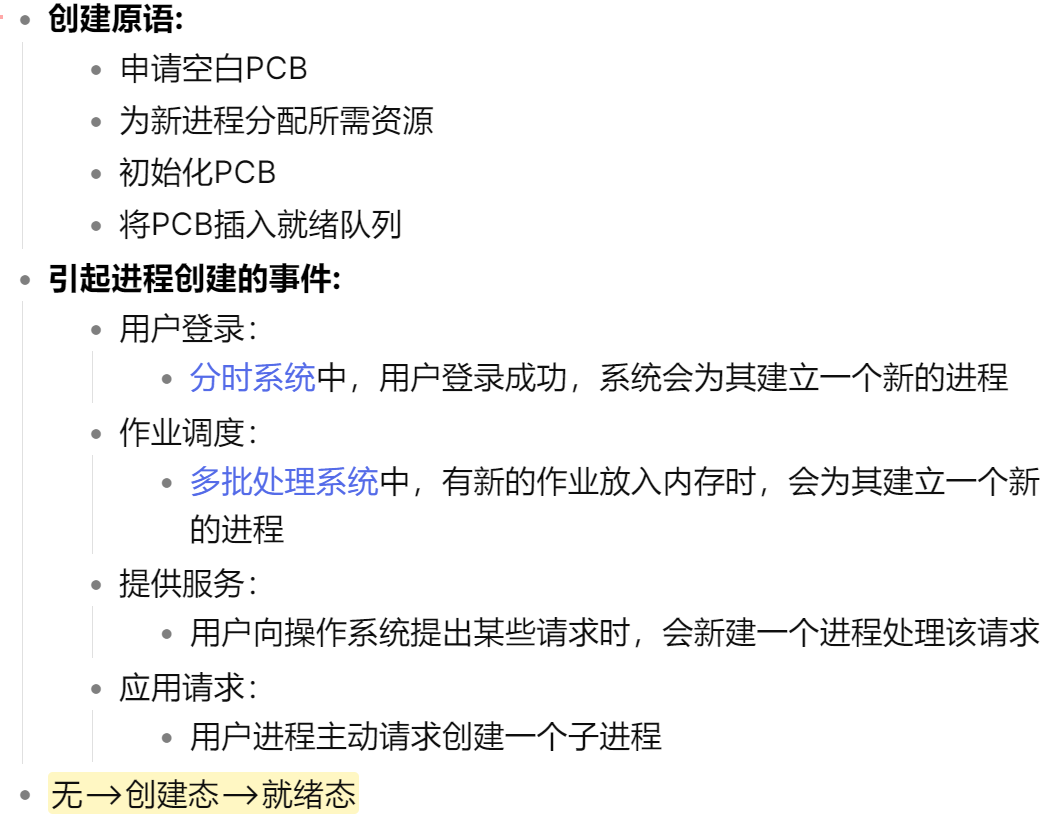 创建原语:
申请空白PCB
为新进程分配所需资源
初始化PCB
将PCB插入就绪队列
引起进程创建的事件:
用户登录：
分时系统中，用户登录成功，系统会为其建立一个新的进程
作业调度：
多批处理系统中，有新的作业放入内存时，会为其建立一个新
的进程
提供服务：
用户向操作系统提出某些请求时，会新建一个进程处理该请求
应用请求：
用户进程主动请求创建一个子进程
无→创建态→就绪态